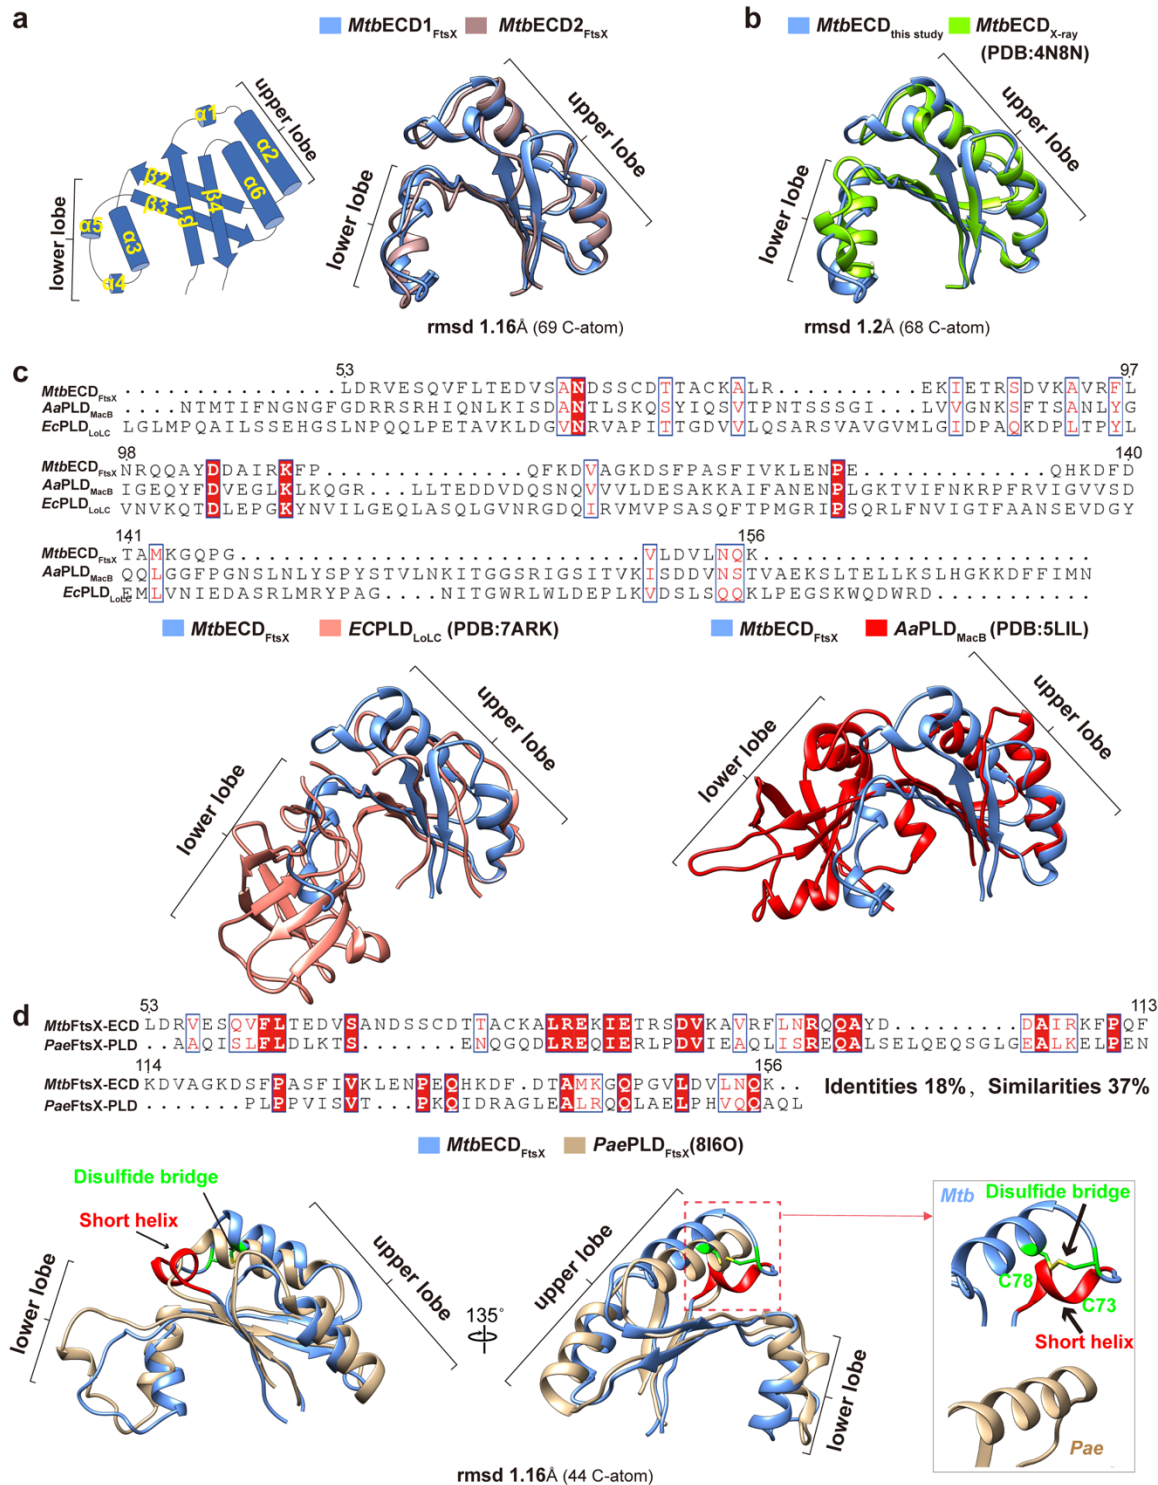 a
MtbECD1FtsX MtbECD2FtsX
α1
α2
α6
β2
β3
β1
β4
α5
α3
α4
upper lobe
lower lobe
upper lobe
lower lobe
rmsd 1.16Å (69 C-atom)
b
MtbECDthis study MtbECDX-ray
(PDB:4N8N)
upper lobe
lower lobe
rmsd 1.2Å (68 C-atom)
c
53 97
MtbECDFtsX ................LDRVESQVFLTEDVSANDSSCDTTACKALR.......EKIETRSDVKAVRFL
AaPLDMacB ....NTMTIFNGNGFGDRRSRHIQNLKISDANTLSKQSYIQSVTPNTSSSGI..LVVGNKSFTSANLYG
EcPLDLoLC LGLMPQAILSSEHGSLNPQQLPETAVKLDGVNRVAPITTGDVVLQSARSVAVGVMLGIDPAQKDPLTPYL
98 140
MtbECDFtsX NRQQAYDDAIRKFP............QFKDVAGKDSFPASFIVKLENPE............QHKDFD
AaPLDMacB IGEQYFDVEGLKLKQGR...LLTEDDVDQSNQVVVLDESAKKAIFANENPLGKTVIFNKRPFRVIGVVSD
EcPLDLoLC VNVKQTDLEPGKYNVILGEQLASQLGVNRGDQIRVMVPSASQFTPMGRIPSQRLFNVIGTFAANSEVDGY
141 156
MtbECDFtsX TAMKGQPG...........................VLDVLNQK......................
AaPLDMacB QQLGGFPGNSLNLYSPYSTVLNKITGGSRIGSITVKISDDVNSTVAEKSLTELLKSLHGKKDFFIMN
EcPLDLoLC EMLVNIEDASRLMRYPAG....NITGWRLWLDEPLKVDSLSQQKLPEGSKWQDWRD...........
MtbECDFtsX ECPLDLoLC (PDB:7ARK)
upper lobe
lower lobe
MtbECDFtsX AaPLDMacB (PDB:5LIL)
upper lobe
lower lobe
d
53 113
MtbFtsX-ECD LDRVESQVFLTEDVSANDSSCDTTACKALREKIETRSDVKAVRFLNRQQAYD........DAIRKFPQF
PaeFtsX-PLD ..AAQISLFLDLKTS......ENQGQDLREQIERLPDVIEAQLISREQALSELQEQSGLGEALKELPEN
114 156
MtbFtsX-ECD KDVAGKDSFPASFIVKLENPEQHKDF.DTAMKGQPGVLDVLNQK..
PaeFtsX-PLD .......PLPPVISVT...PKQIDRAGLEALRQQLAELPHVQQAQL
Identities 18%, Similarities 37%
MtbECDFtsX PaePLDFtsX(8I6O)
Disulfide bridge
Short helix
lower lobe
upper lobe
135°
upper lobe
lower lobe
rmsd 1.16Å (44 C-atom)
Mtb
Disulfide bridge
C78
C73
Short helix
Pae